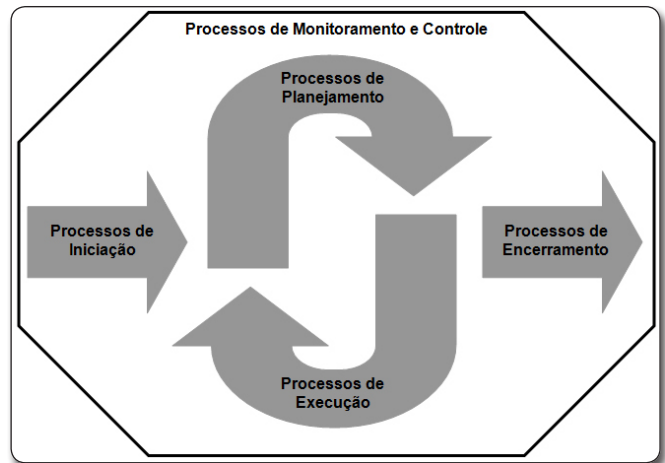 Processos de Monitoramento e Controle
Processos de
Planejamento
Processos de
Iniciação
Processos de
Encerramento
Processos de
Execução